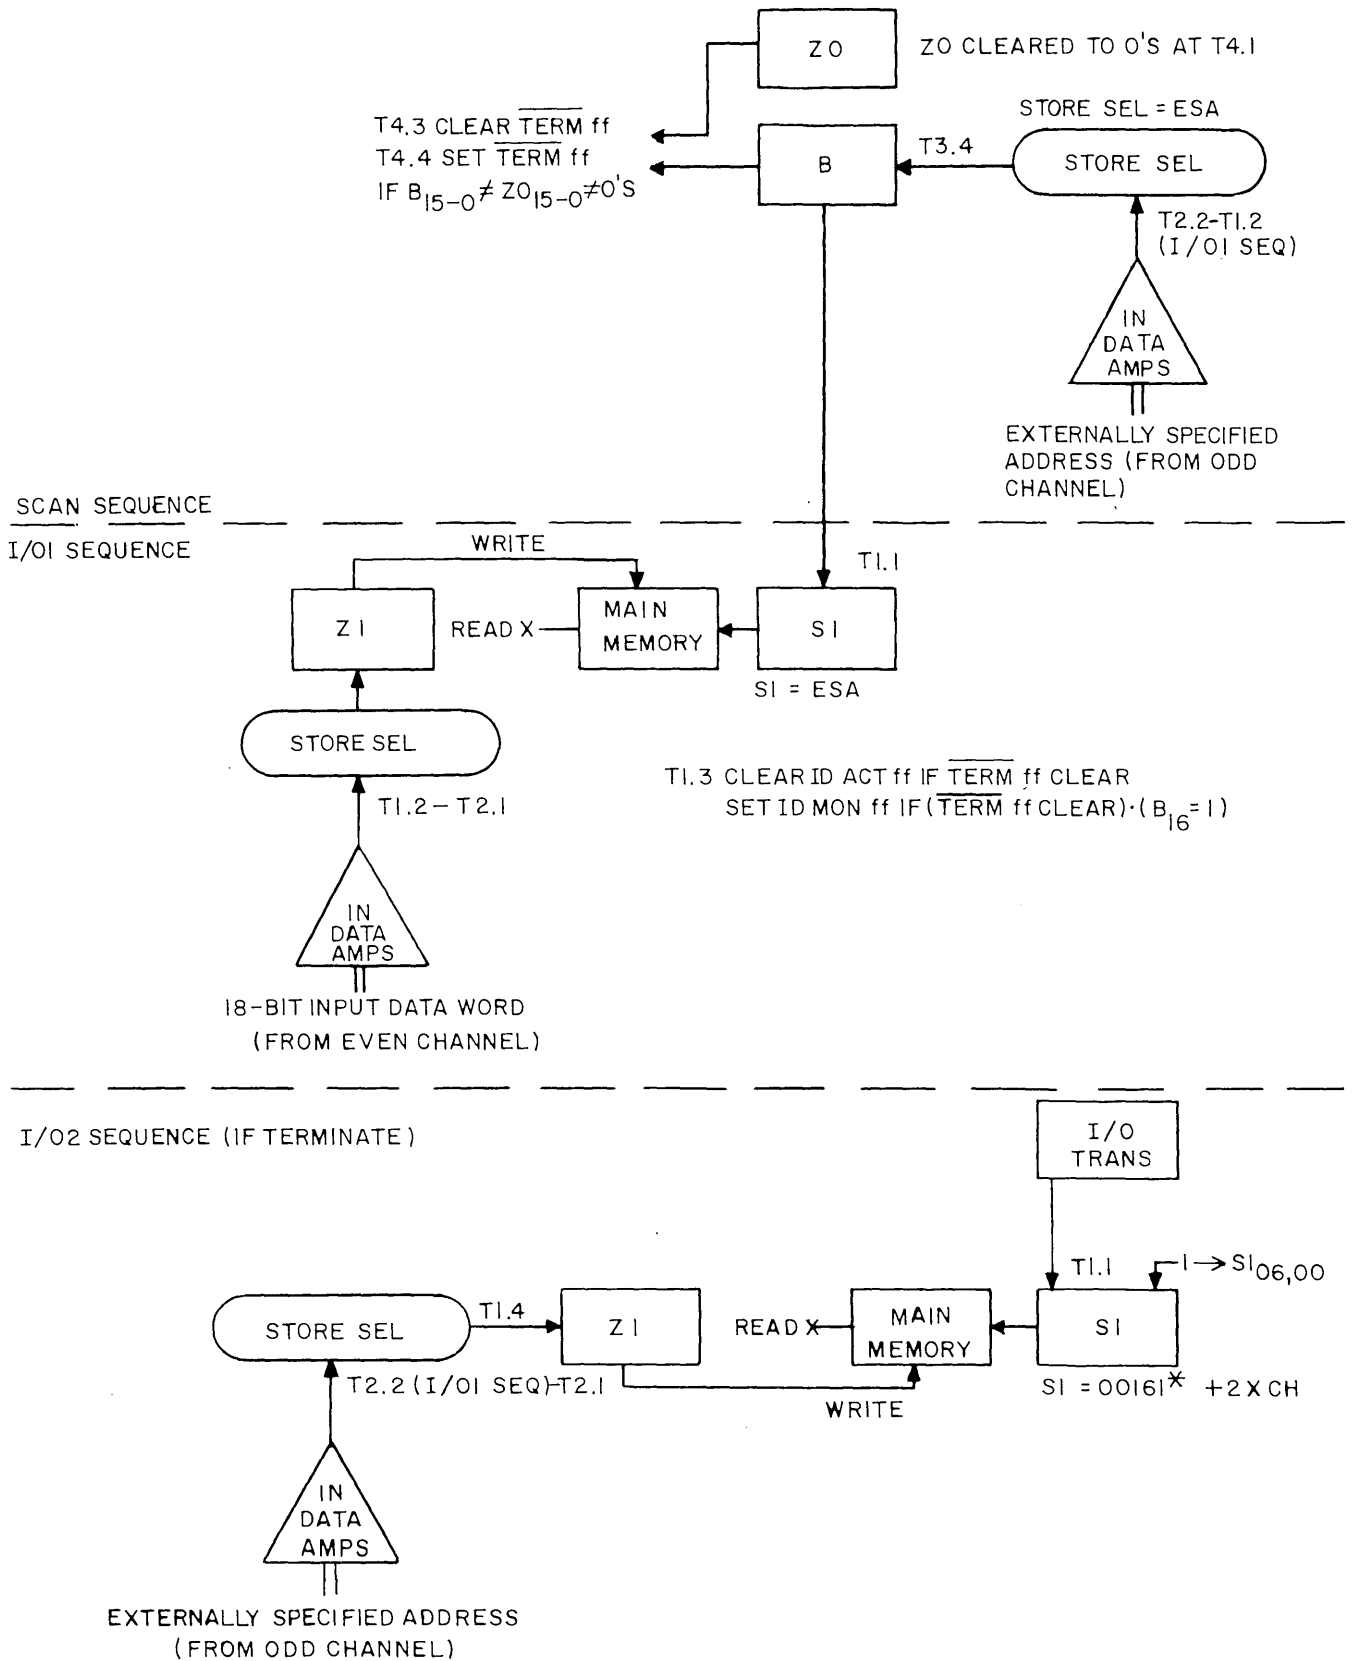 ZO
ZO CLEARED TO O'S AT T4.1
STORE SEL = ESA
T4.3 CLEAR TERM ff
T4.4 SET TERM ff
IF B15-0 ≠ ZO15-0 ≠ O'S
B
T3.4
STORE SEL
T2.2-T1.2
(I/O1 SEQ)
IN
DATA
AMPS
EXTERNALLY SPECIFIED
ADDRESS (FROM ODD
CHANNEL)
SCAN SEQUENCE
I/O1 SEQUENCE
WRITE
T1.1
Z1
READ X
MAIN
MEMORY
S1
S1 = ESA
STORE SEL
T1.2-T2.1
T1.3 CLEAR ID ACT ff IF TERM ff CLEAR
SET ID MON ff IF (TERM ff CLEAR)·(B16=1)
IN
DATA
AMPS
18-BIT INPUT DATA WORD
(FROM EVEN CHANNEL)
I/O2 SEQUENCE (IF TERMINATE)
I/O
TRANS
T1.1
1→S106,00
STORE SEL
T1.4
Z1
READ X
MAIN
MEMORY
S1
T2.2 (I/O1 SEQ)-T2.1
WRITE
S1 = 00161* + 2 X CH
IN
DATA
AMPS
EXTERNALLY SPECIFIED ADDRESS
(FROM ODD CHANNEL)